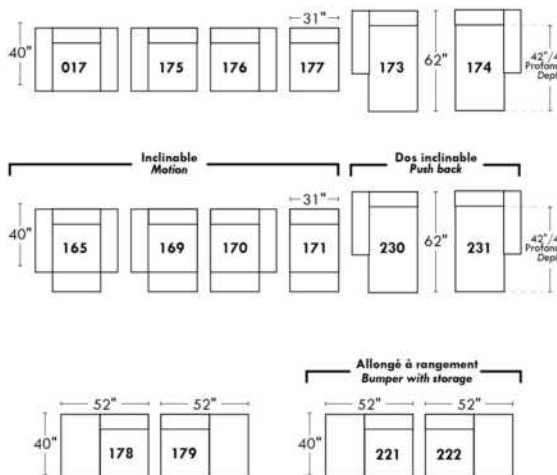 31"
40" 017 175 176 177 173 62" 174 42"/4
Profon
Dept
Inclinable
Motion
Dos inclinable
Push back
31"
40" 165 169 170 171 230 62" 231 42"/4
Profon
Dept
Allongé à rangement
Bumper with storage
52" 52" 52" 52"
40" 178 179 40" 221 222